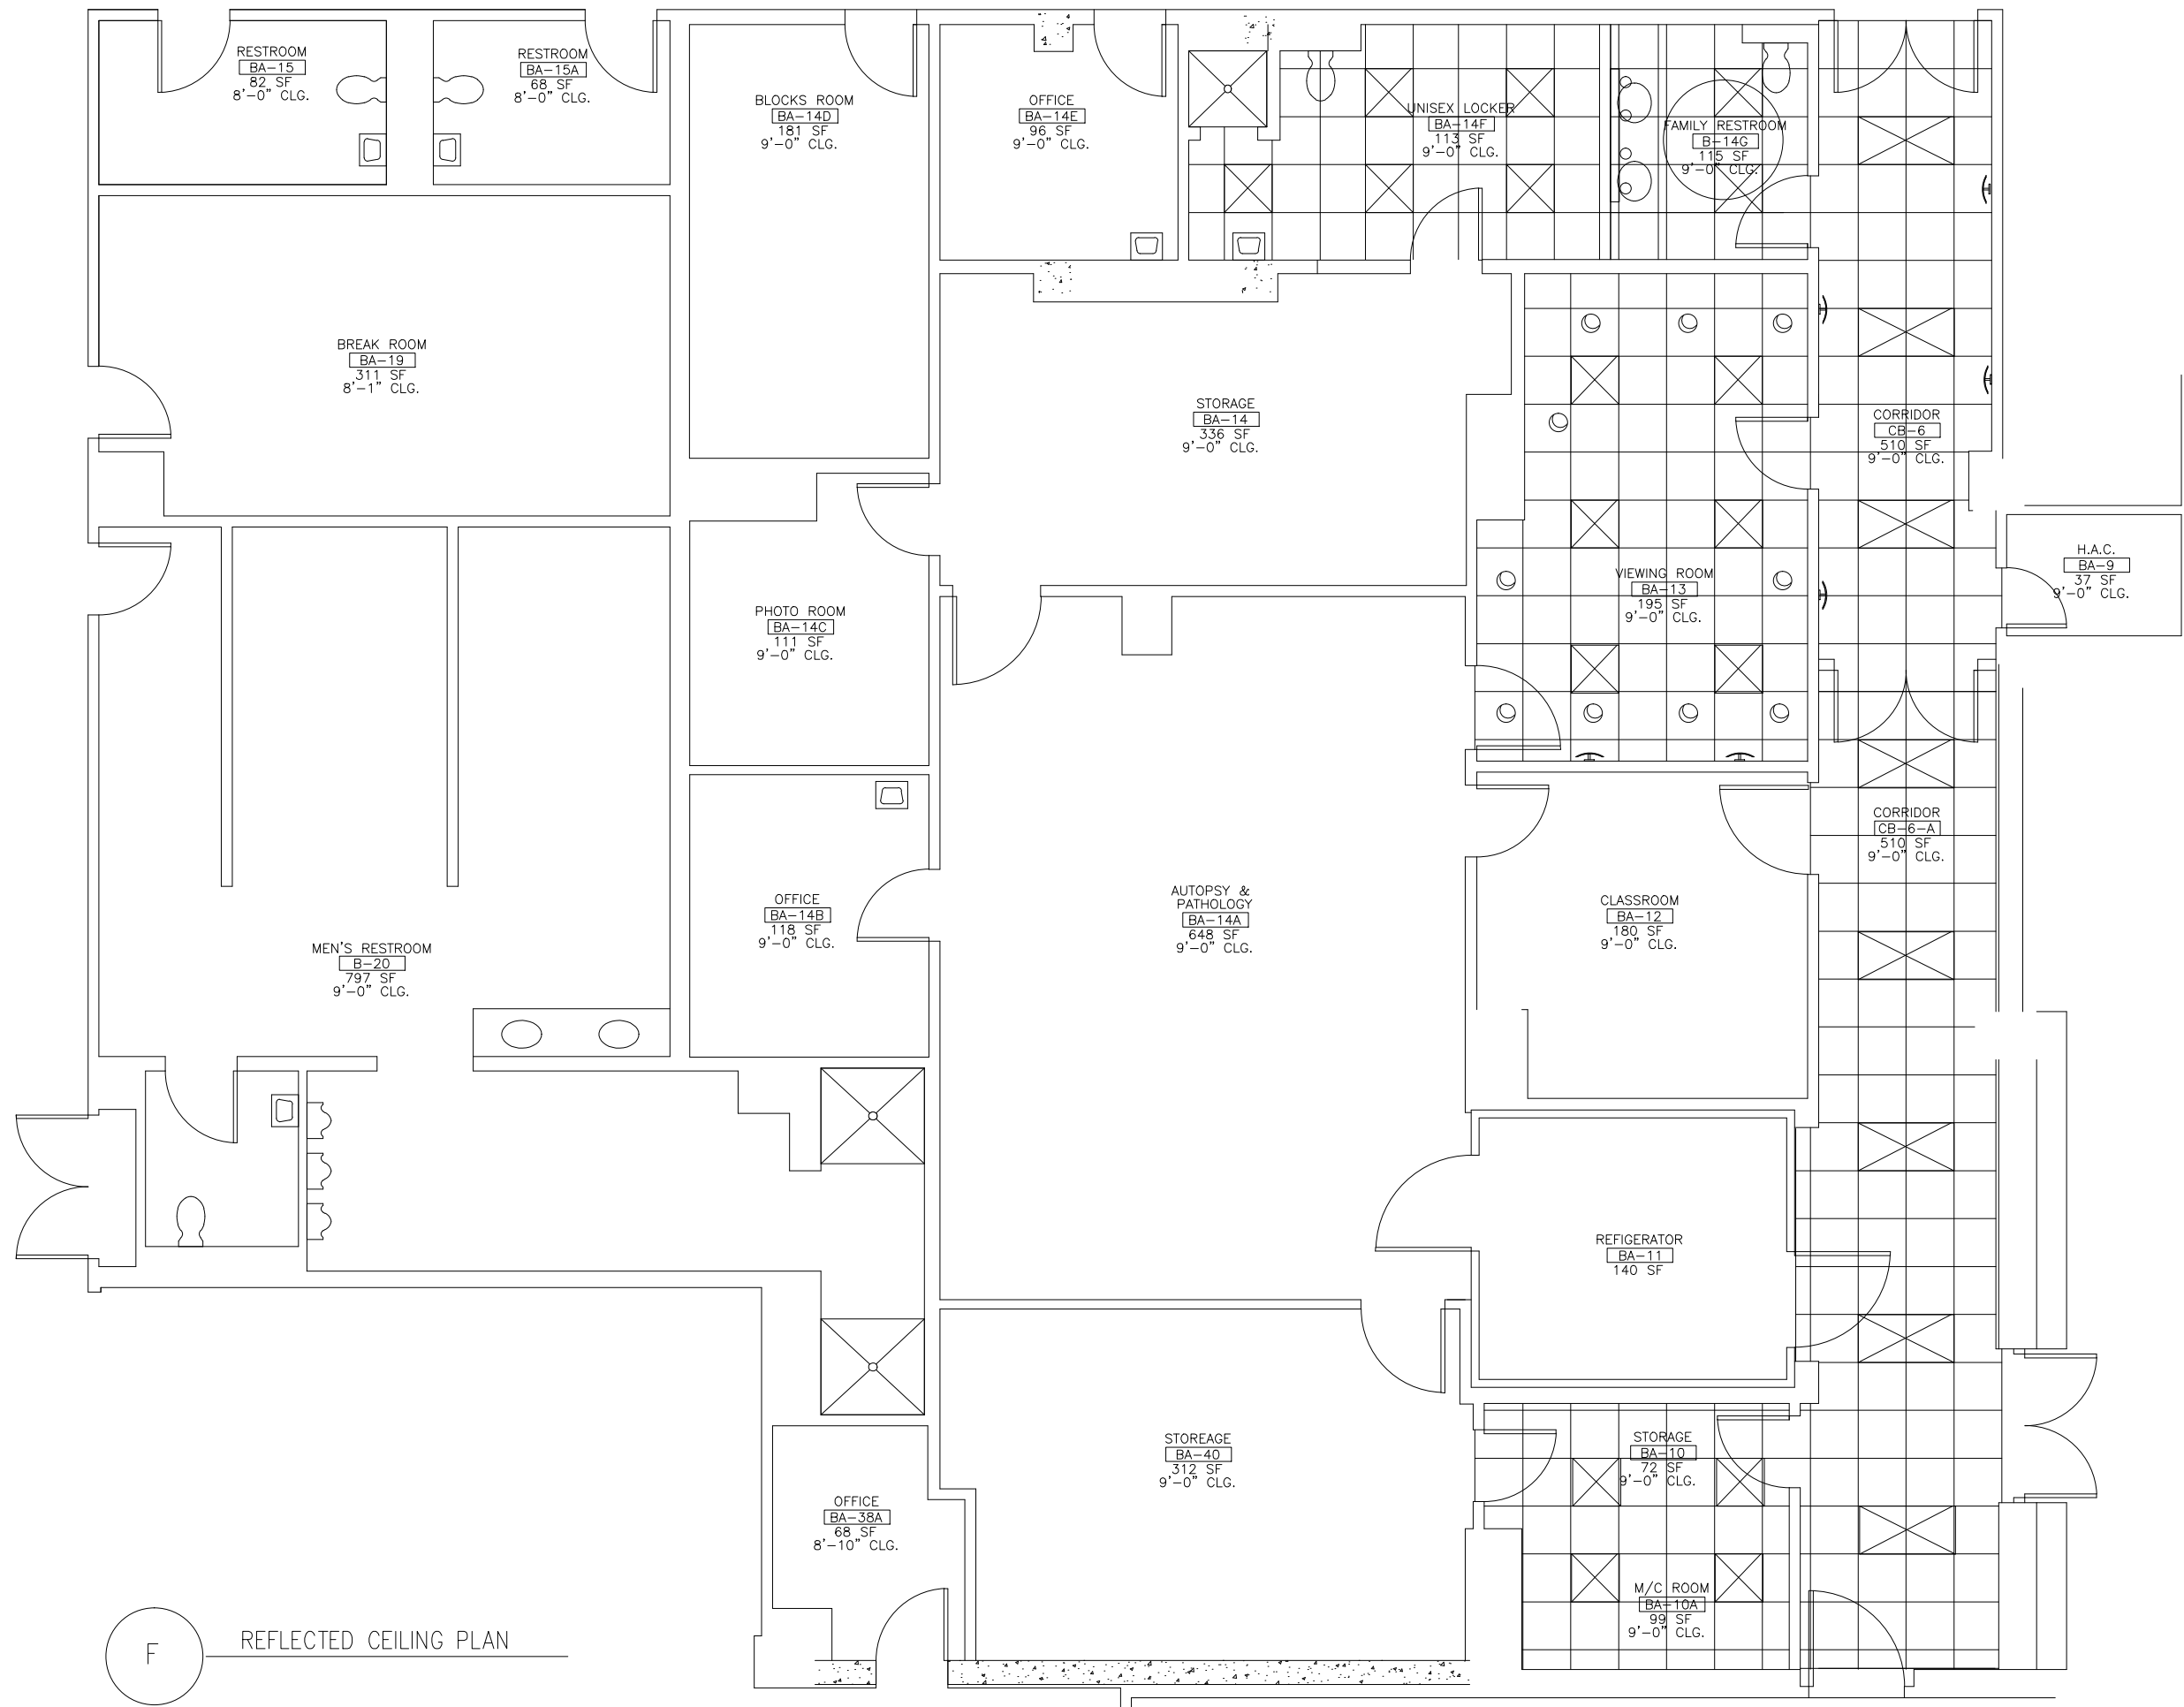 RESTROOM
BA-15
82 SF
8'-0" CLG.
RESTROOM
BA-15A
68 SF
8'-0" CLG.
BLOCKS ROOM
BA-14D
181 SF
9'-0" CLG.
OFFICE
BA-14E
96 SF
9'-0" CLG.
UNISEX LOCKER
BA-14F
113 SF
9'-0" CLG.
FAMILY RESTROOM
B-14G
115 SF
9'-0" CLG.
BREAK ROOM
BA-19
311 SF
8'-1" CLG.
STORAGE
BA-14
336 SF
9'-0" CLG.
CORRIDOR
CB-6
510 SF
9'-0" CLG.
H.A.C.
BA-9
37 SF
9'-0" CLG.
VIEWING ROOM
BA-13
195 SF
9'-0" CLG.
PHOTO ROOM
BA-14C
111 SF
9'-0" CLG.
CORRIDOR
CB-6-A
510 SF
9'-0" CLG.
OFFICE
BA-14B
118 SF
9'-0" CLG.
AUTOPSY &
PATHOLOGY
BA-14A
648 SF
9'-0" CLG.
CLASSROOM
BA-12
180 SF
9'-0" CLG.
MEN'S RESTROOM
B-20
797 SF
9'-0" CLG.
REFIGERATOR
BA-11
140 SF
STOREAGE
BA-40
312 SF
9'-0" CLG.
STORAGE
BA-10
72 SF
9'-0" CLG.
OFFICE
BA-38A
68 SF
8'-10" CLG.
M/C ROOM
BA-10A
99 SF
9'-0" CLG.
F
REFLECTED CEILING PLAN